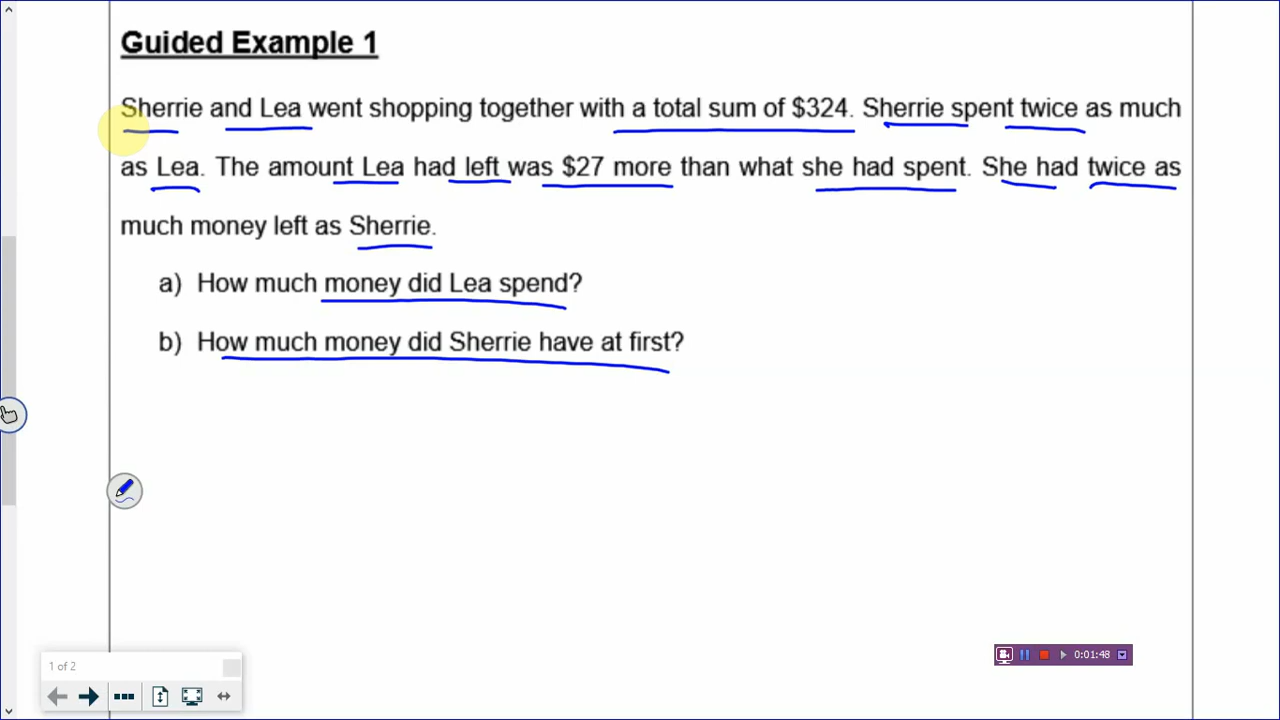 Guided Example 1
Sherrie and Lea went shopping together with a total sum of $324. Sherrie spent twice as much
as Lea. The amount Lea had left was $27 more than what she had spent. She had twice as
much money left as Sherrie.
a) How much money did Lea spend?
b) How much money did Sherrie have at first?
1 of 2
0:01:48